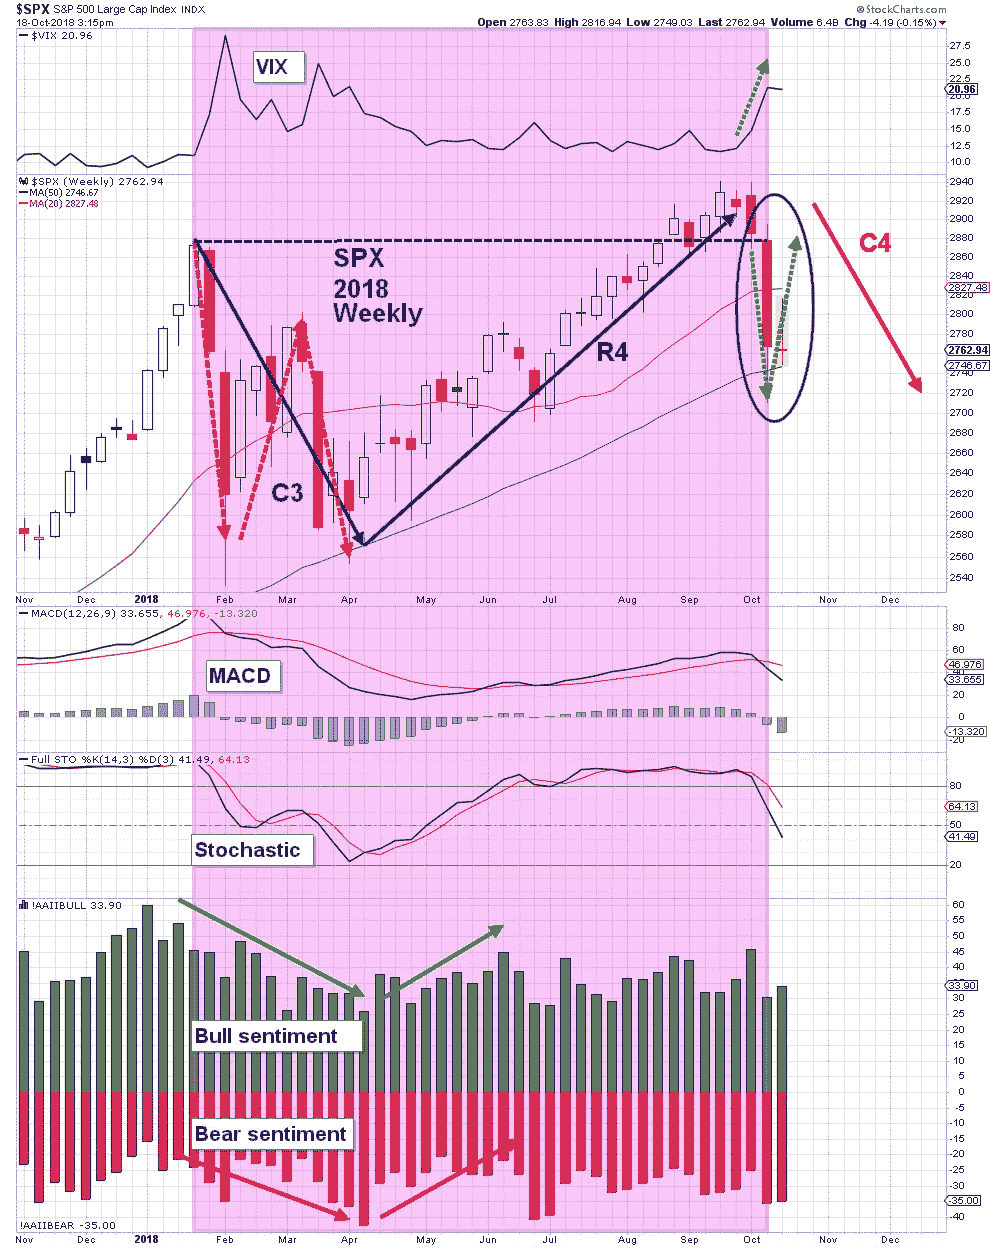 $SPX S&P 500 Large Cap Index INDX
© StockCharts.com
18-Oct-2018 3:15pm
Open 2763.83 High 2816.94 Low 2749.03 Last 2762.94 Volume 6.4B Chg -4.19 (-0.15%)
$VIX 20.96
VIX
27.5
25.0
22.5
20.96
20.0
17.5
15.0
12.5
10.0
$SPX (Weekly) 2762.94
MA(50) 2746.67
MA(20) 2827.48
SPX
2018
Weekly
C3
R4
C4
2940
2920
2900
2880
2860
2840
2827.48
2820
2800
2780
2762.94
2746.67
2740
2720
2700
2680
2660
2640
2620
2600
2580
2560
2540
Nov Dec 2018 Feb Mar Apr May Jun Jul Aug Sep Oct Nov Dec
MACD(12,26,9) 33.655, 46.976, -13.320
MACD
80
60
46.976
40
33.655
20
0
-13.320
-20
Full STO %K(14,3) %D(3) 41.49, 64.13
Stochastic
80
64.13
50
41.49
20
!AAIIBULL 33.90
Bull sentiment
Bear sentiment
60
55
50
45
40
33.90
30
25
20
15
10
5
0
-5
-10
-15
-20
-25
-30
-35.00
-40
!AAIIBEAR -35.00
Nov Dec 2018 Feb Mar Apr May Jun Jul Aug Sep Oct Nov Dec